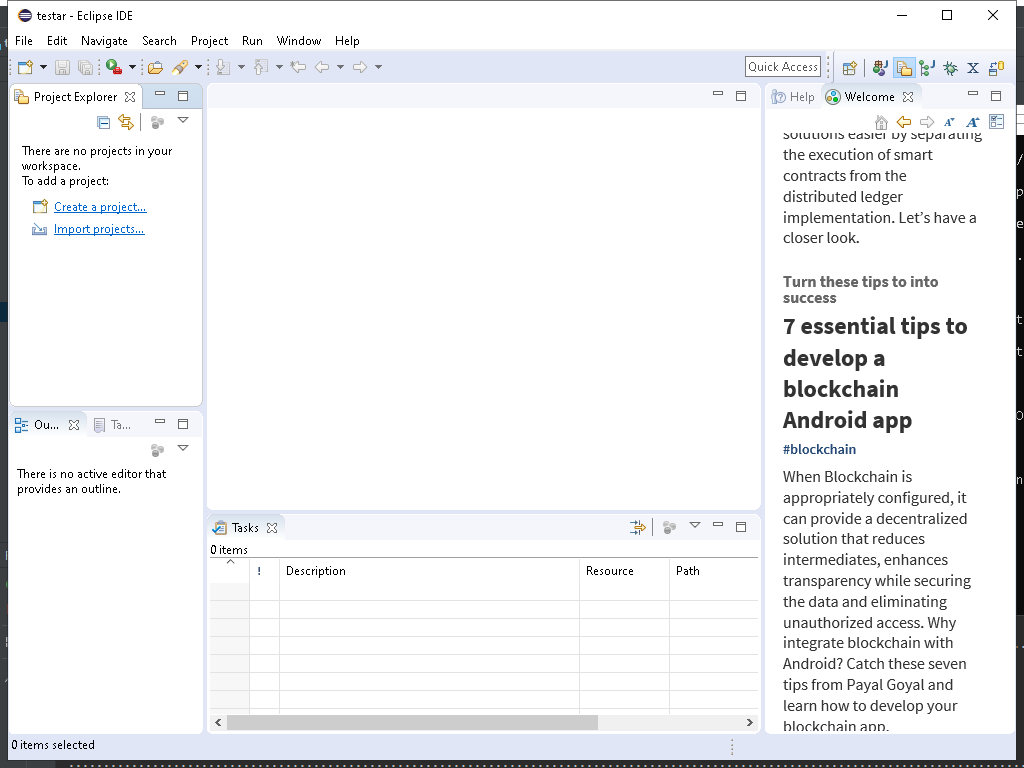 testar - Eclipse IDE
File Edit Navigate Search Project Run Window Help
Quick Access
Project Explorer
There are no projects in your
workspace.
To add a project:
Create a project...
Import projects...
Ou... Ta...
There is no active editor that
provides an outline.
Tasks
0 items
! Description Resource Path
Help Welcome
solutions easier by separating
the execution of smart
contracts from the
distributed ledger
implementation. Let’s have a
closer look.
Turn these tips to into
success
7 essential tips to
develop a
blockchain
Android app
#blockchain
When Blockchain is
appropriately configured, it
can provide a decentralized
solution that reduces
intermediates, enhances
transparency while securing
the data and eliminating
unauthorized access. Why
integrate blockchain with
Android? Catch these seven
tips from Payal Goyal and
learn how to develop your
blockchain app.
0 items selected